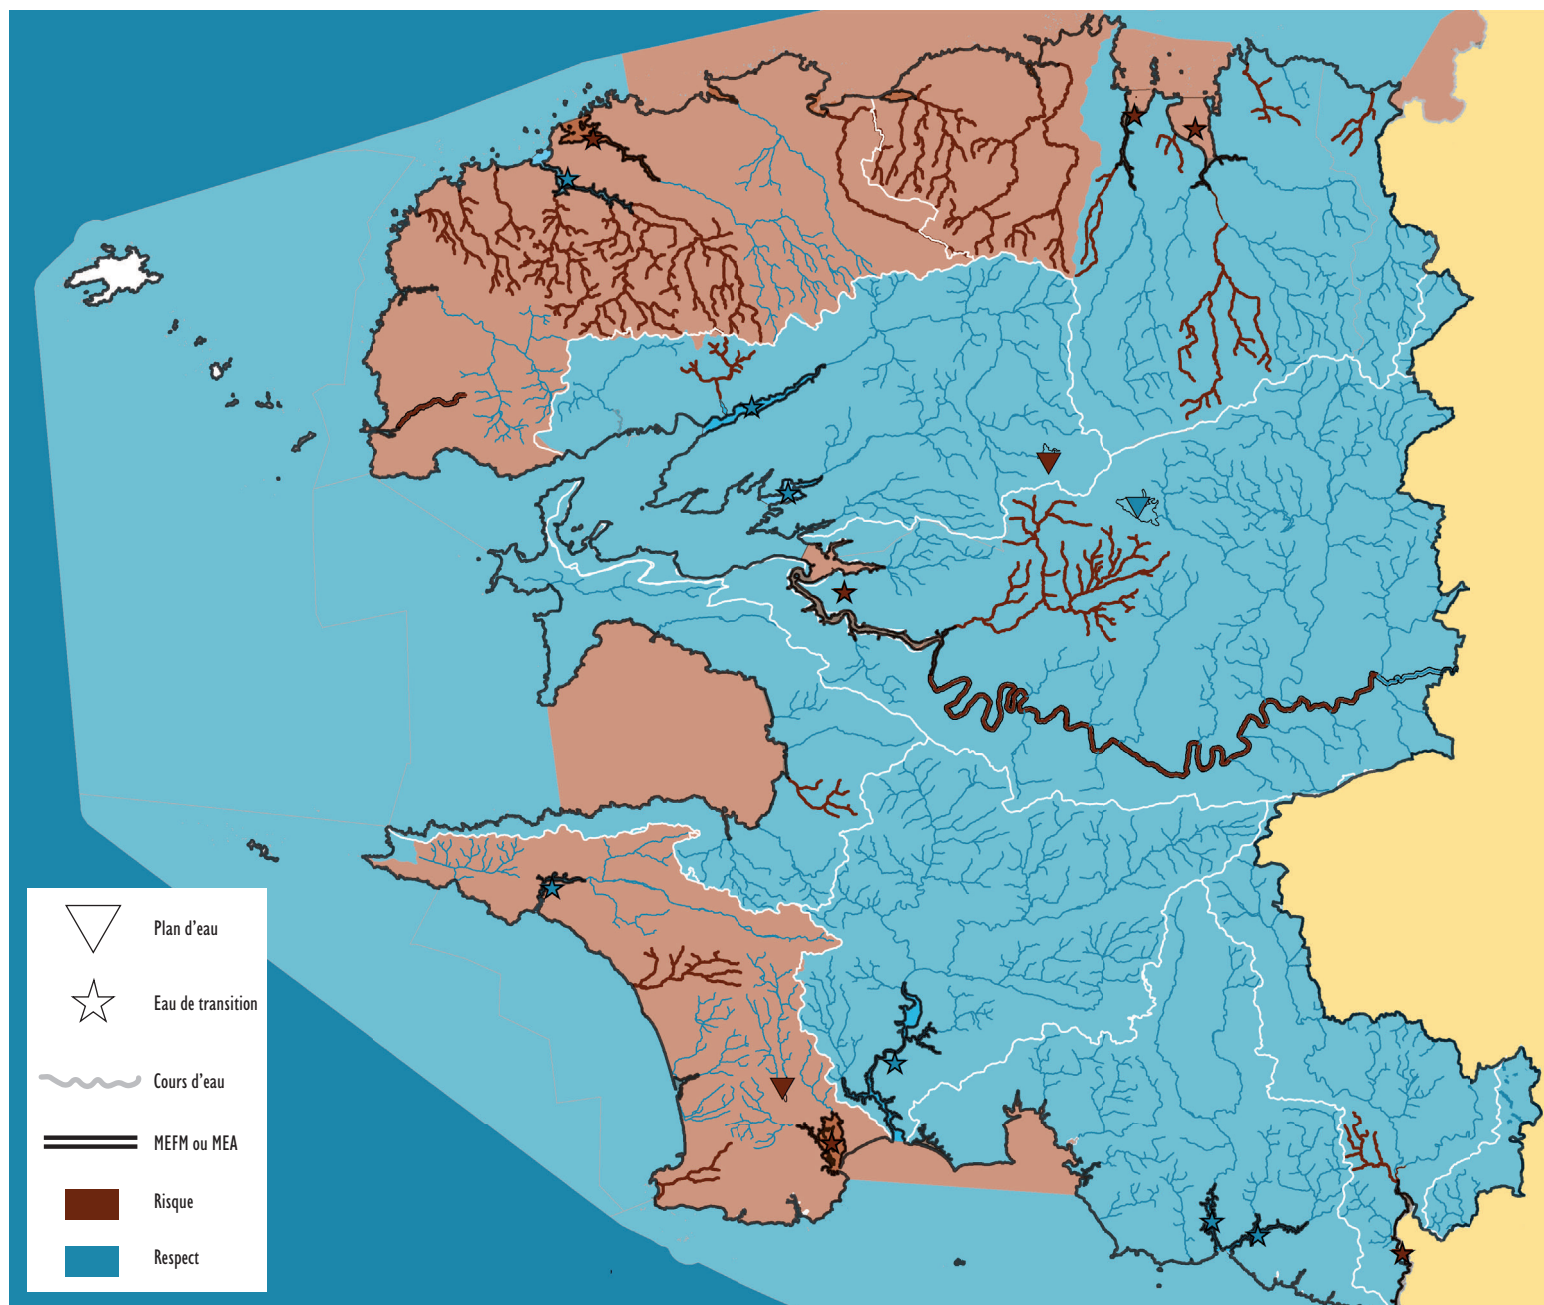 Plan d'eau
Eau de transition
Cours d'eau
MEFM ou MEA
Risque
Respect